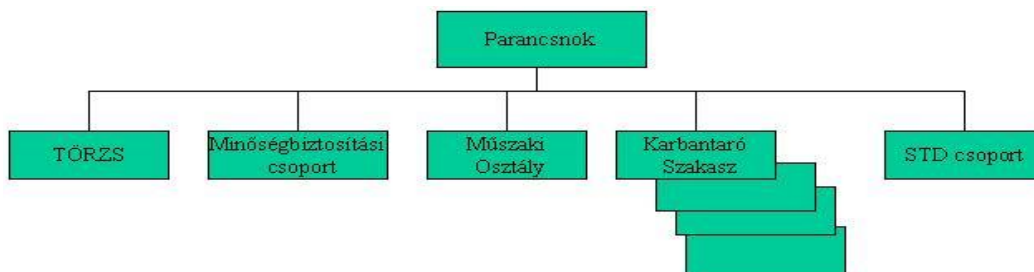 Parancsnok
TÖRZS
Minőségbiztosítási
csoport
Műszaki
Osztály
Karbantaró
Szakasz
STD csoport